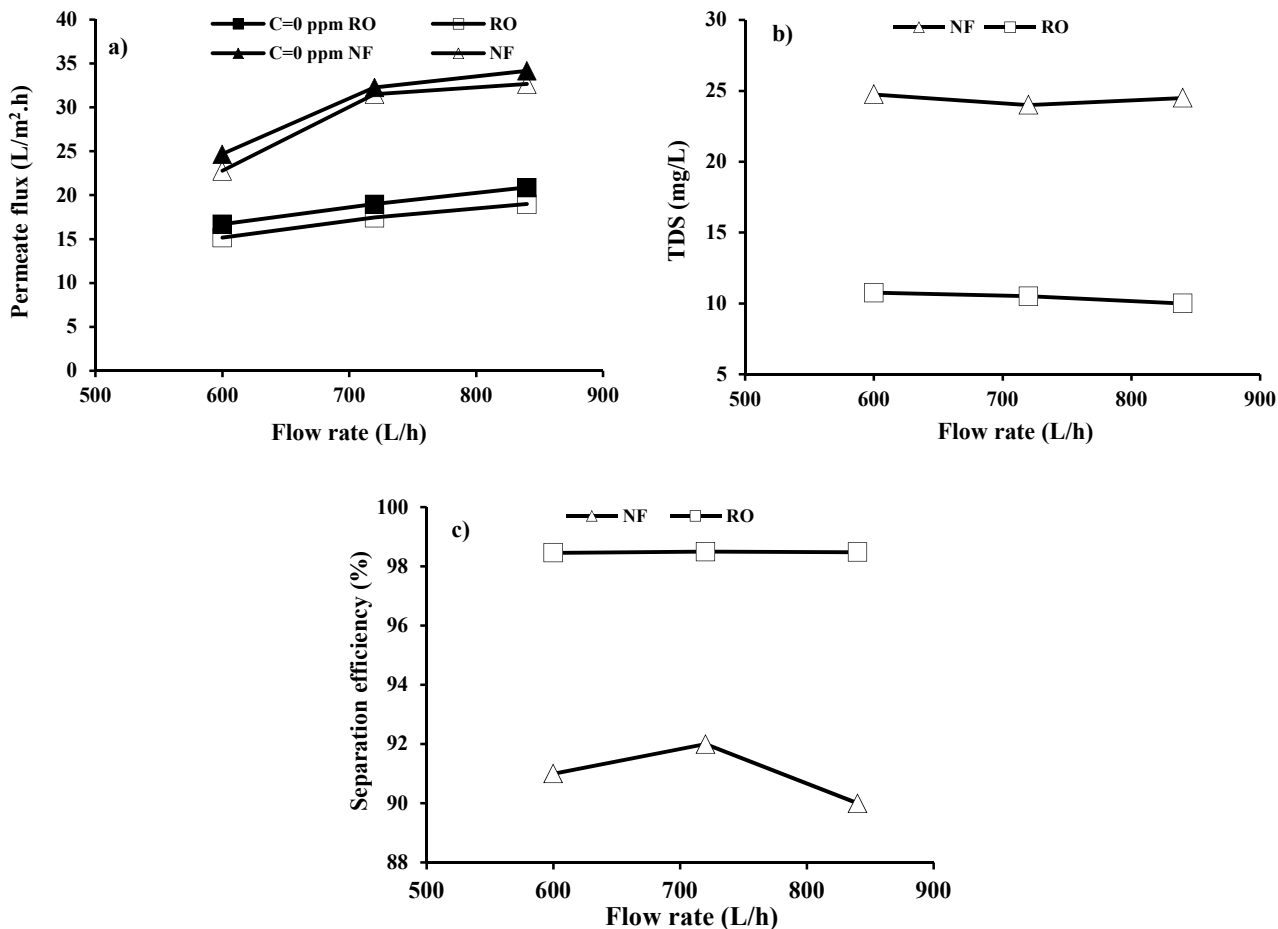 a)
C=0 ppm RO
RO
C=0 ppm NF
NF
Permeate flux (L/m².h)
40
35
30
25
20
15
10
5
0
500
600
700
800
900
Flow rate (L/h)
b)
NF
RO
TDS (mg/L)
30
25
20
15
10
5
500
600
700
800
900
Flow rate (L/h)
c)
NF
RO
Separation efficiency (%)
100
98
96
94
92
90
88
500
600
700
800
900
Flow rate (L/h)